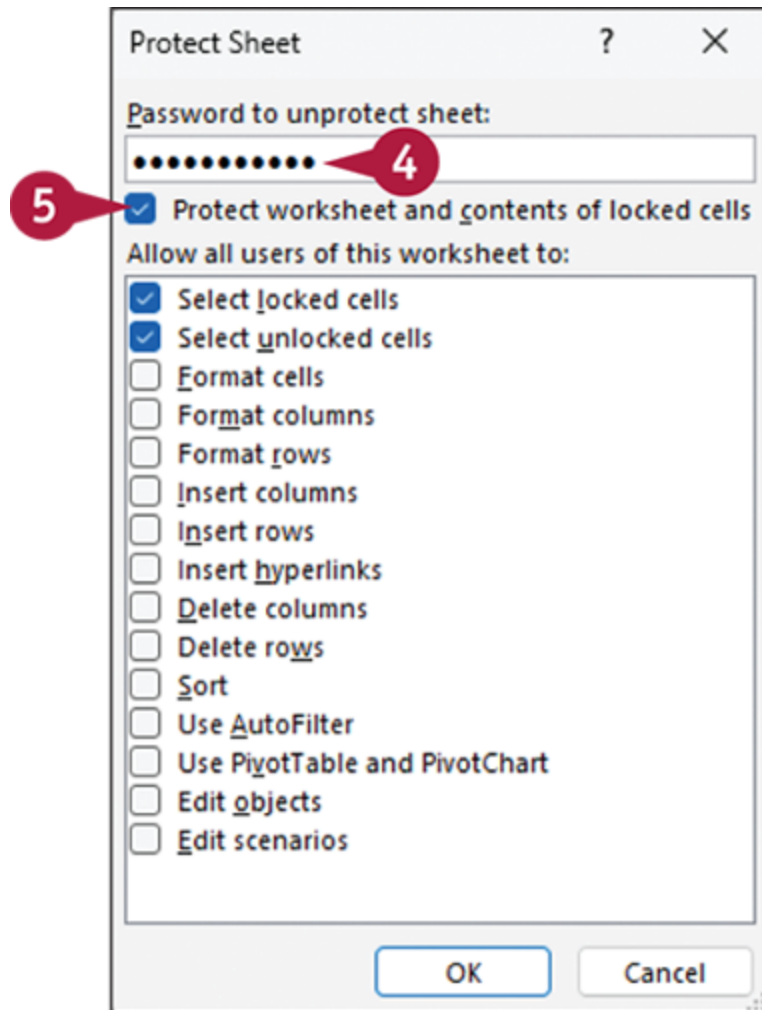 Protect Sheet ? ×
Password to unprotect sheet:
●●●●●●●●●●● 4
5 Protect worksheet and contents of locked cells
Allow all users of this worksheet to:
Select locked cells
Select unlocked cells
Format cells
Format columns
Format rows
Insert columns
Insert rows
Insert hyperlinks
Delete columns
Delete rows
Sort
Use AutoFilter
Use PivotTable and PivotChart
Edit objects
Edit scenarios
OK Cancel